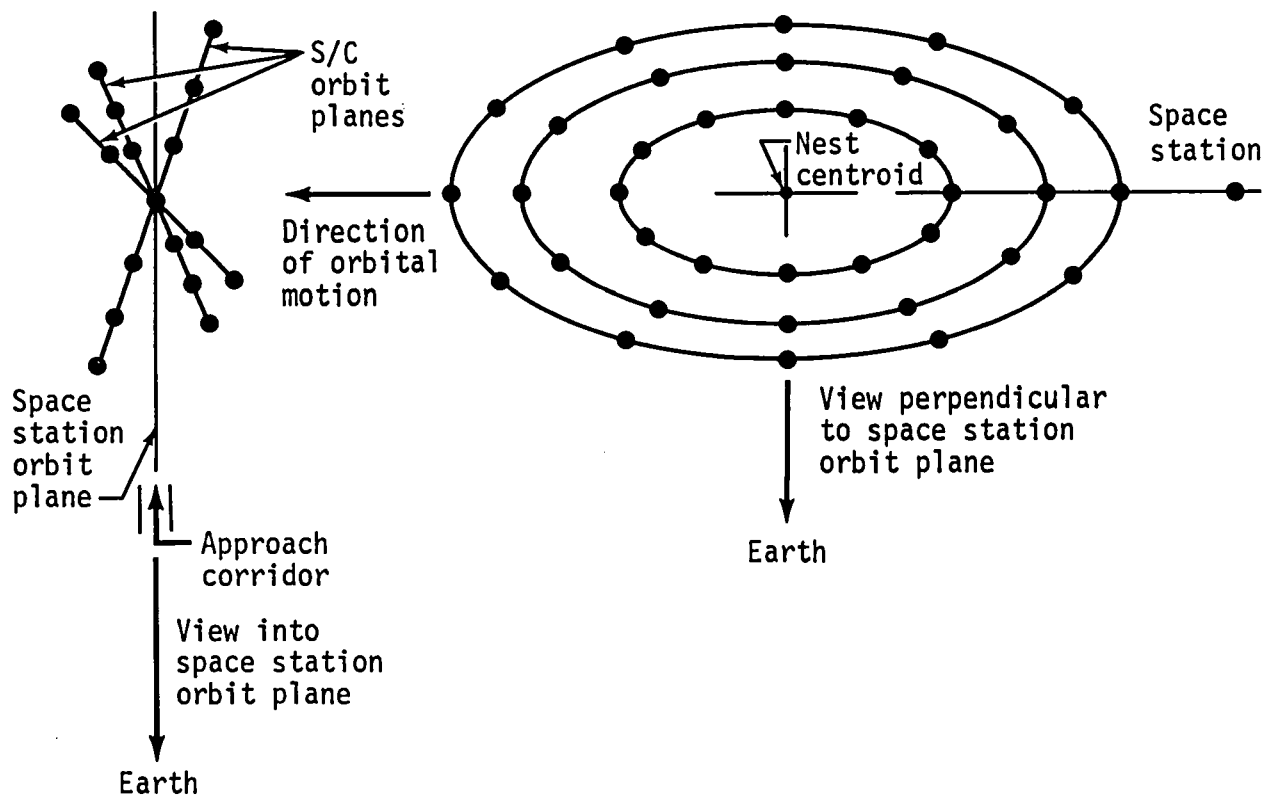 S/C
orbit
planes
Space
station
orbit
plane
Approach
corridor
View into
space station
orbit plane
Earth
Direction
of orbital
motion
Nest
centroid
Space
station
View perpendicular
to space station
orbit plane
Earth